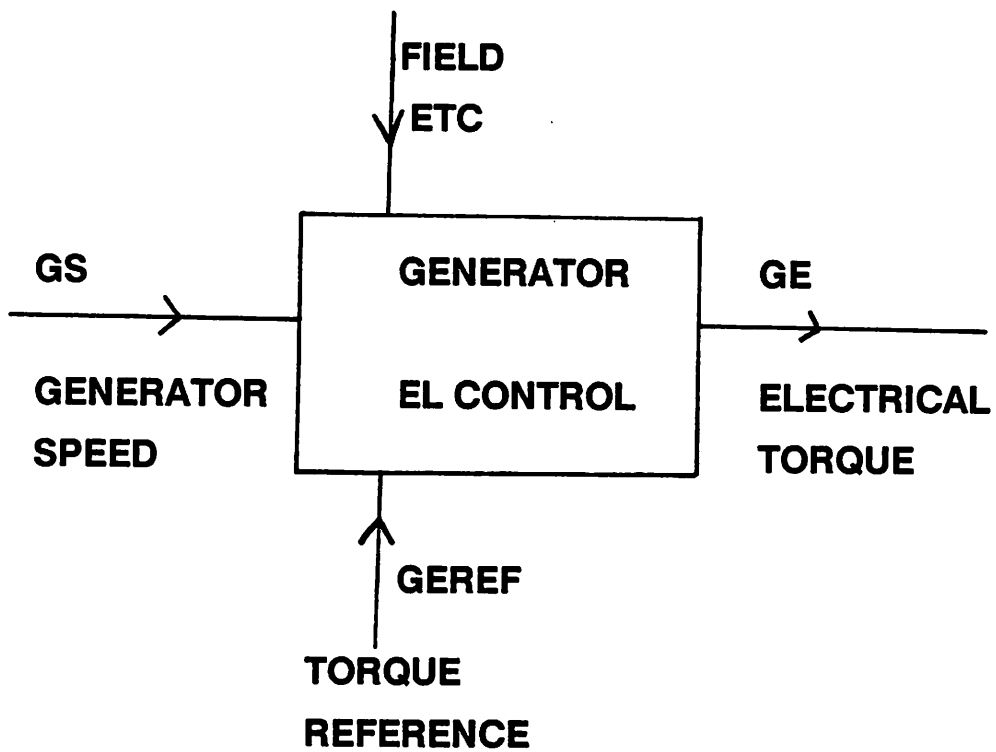 FIELD
ETC
GS
GENERATOR
SPEED
GENERATOR
EL CONTROL
GE
ELECTRICAL
TORQUE
GEREF
TORQUE
REFERENCE